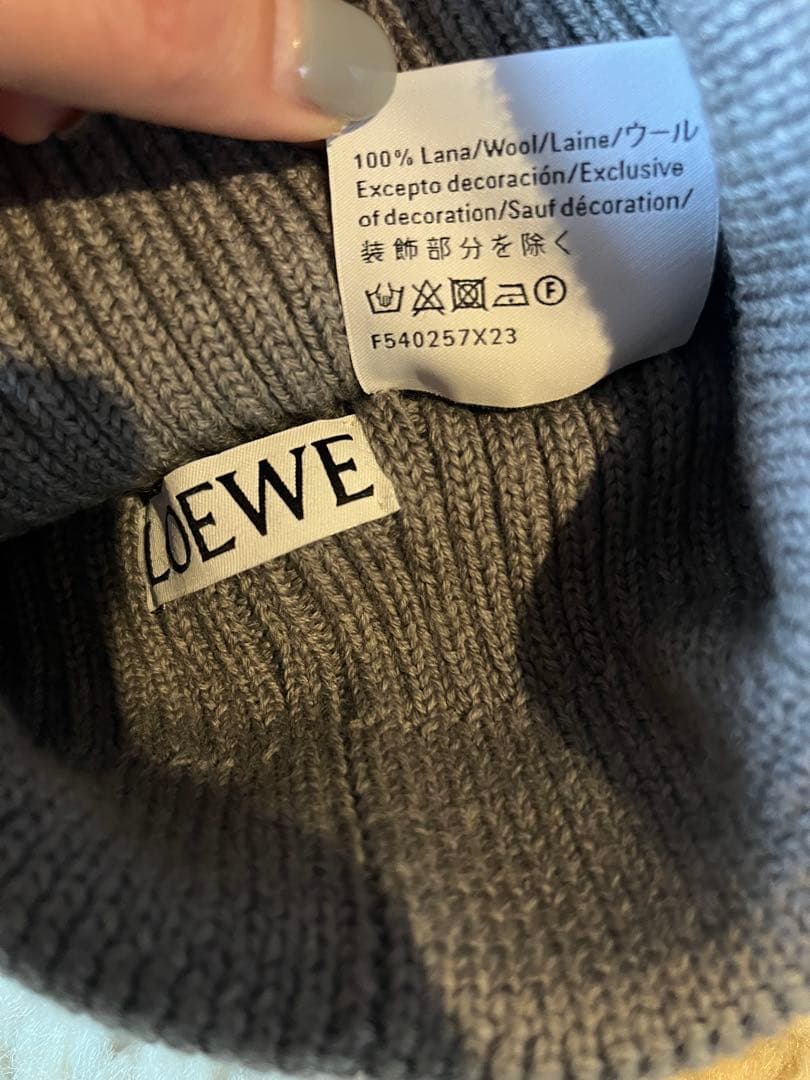 100% Lana/Wool/Laine/ウール
Excepto decoración/Exclusive
of decoration/Sauf décoration/
装飾部分を除く
F
F540257X23
LOEWE